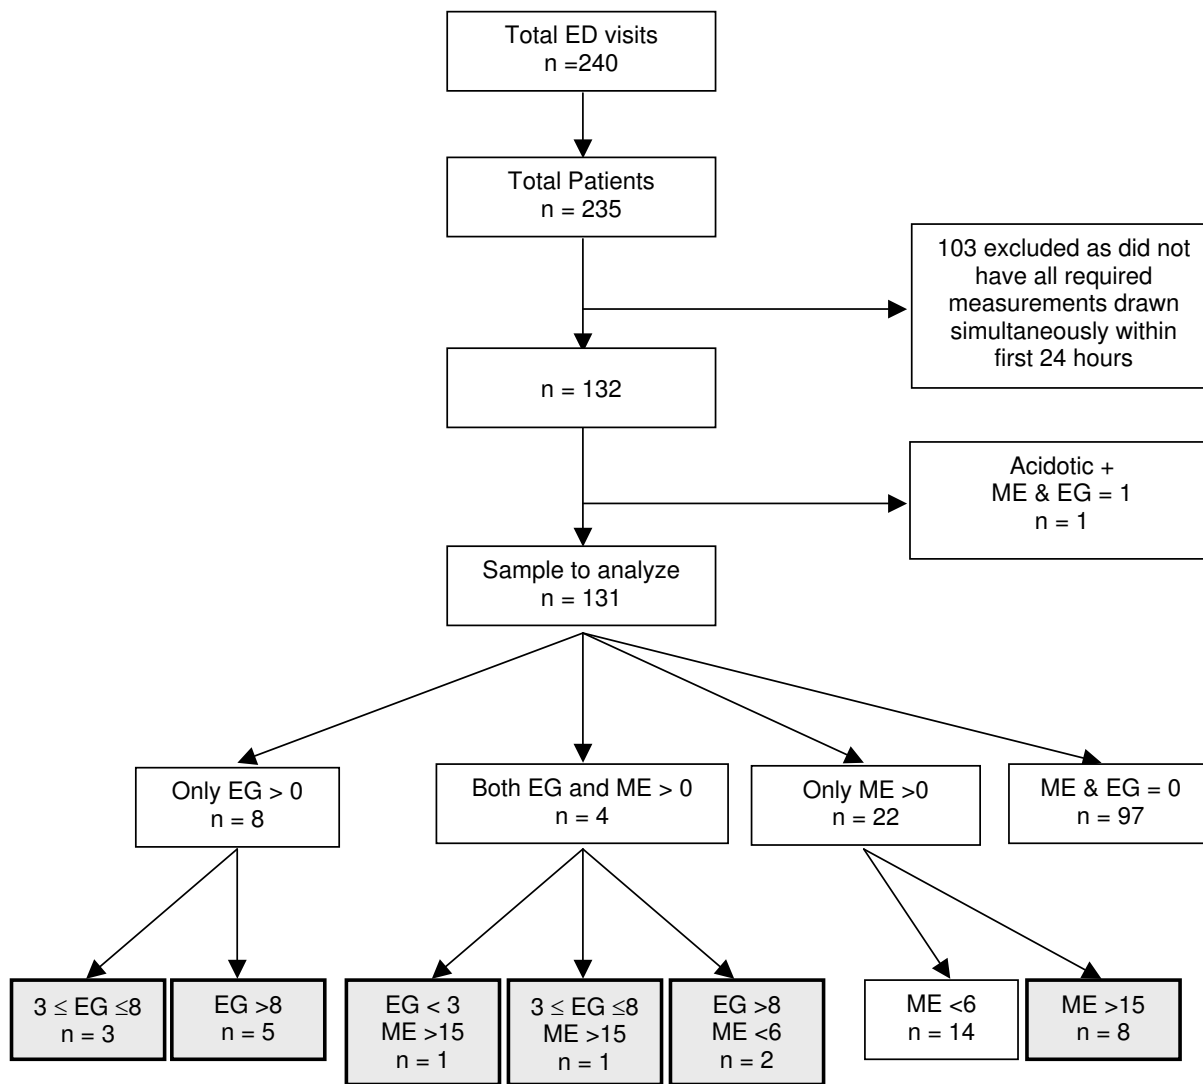 Total ED visits
n =240
Total Patients
n = 235
103 excluded as did not
have all required
measurements drawn
simultaneously within
first 24 hours
n = 132
Acidotic +
ME & EG = 1
n = 1
Sample to analyze
n = 131
Only EG > 0
n = 8
Both EG and ME > 0
n = 4
Only ME >0
n = 22
ME & EG = 0
n = 97
3 ≤ EG ≤8
n = 3
EG >8
n = 5
EG < 3
ME >15
n = 1
3 ≤ EG ≤8
ME >15
n = 1
EG >8
ME <6
n = 2
ME <6
n = 14
ME >15
n = 8